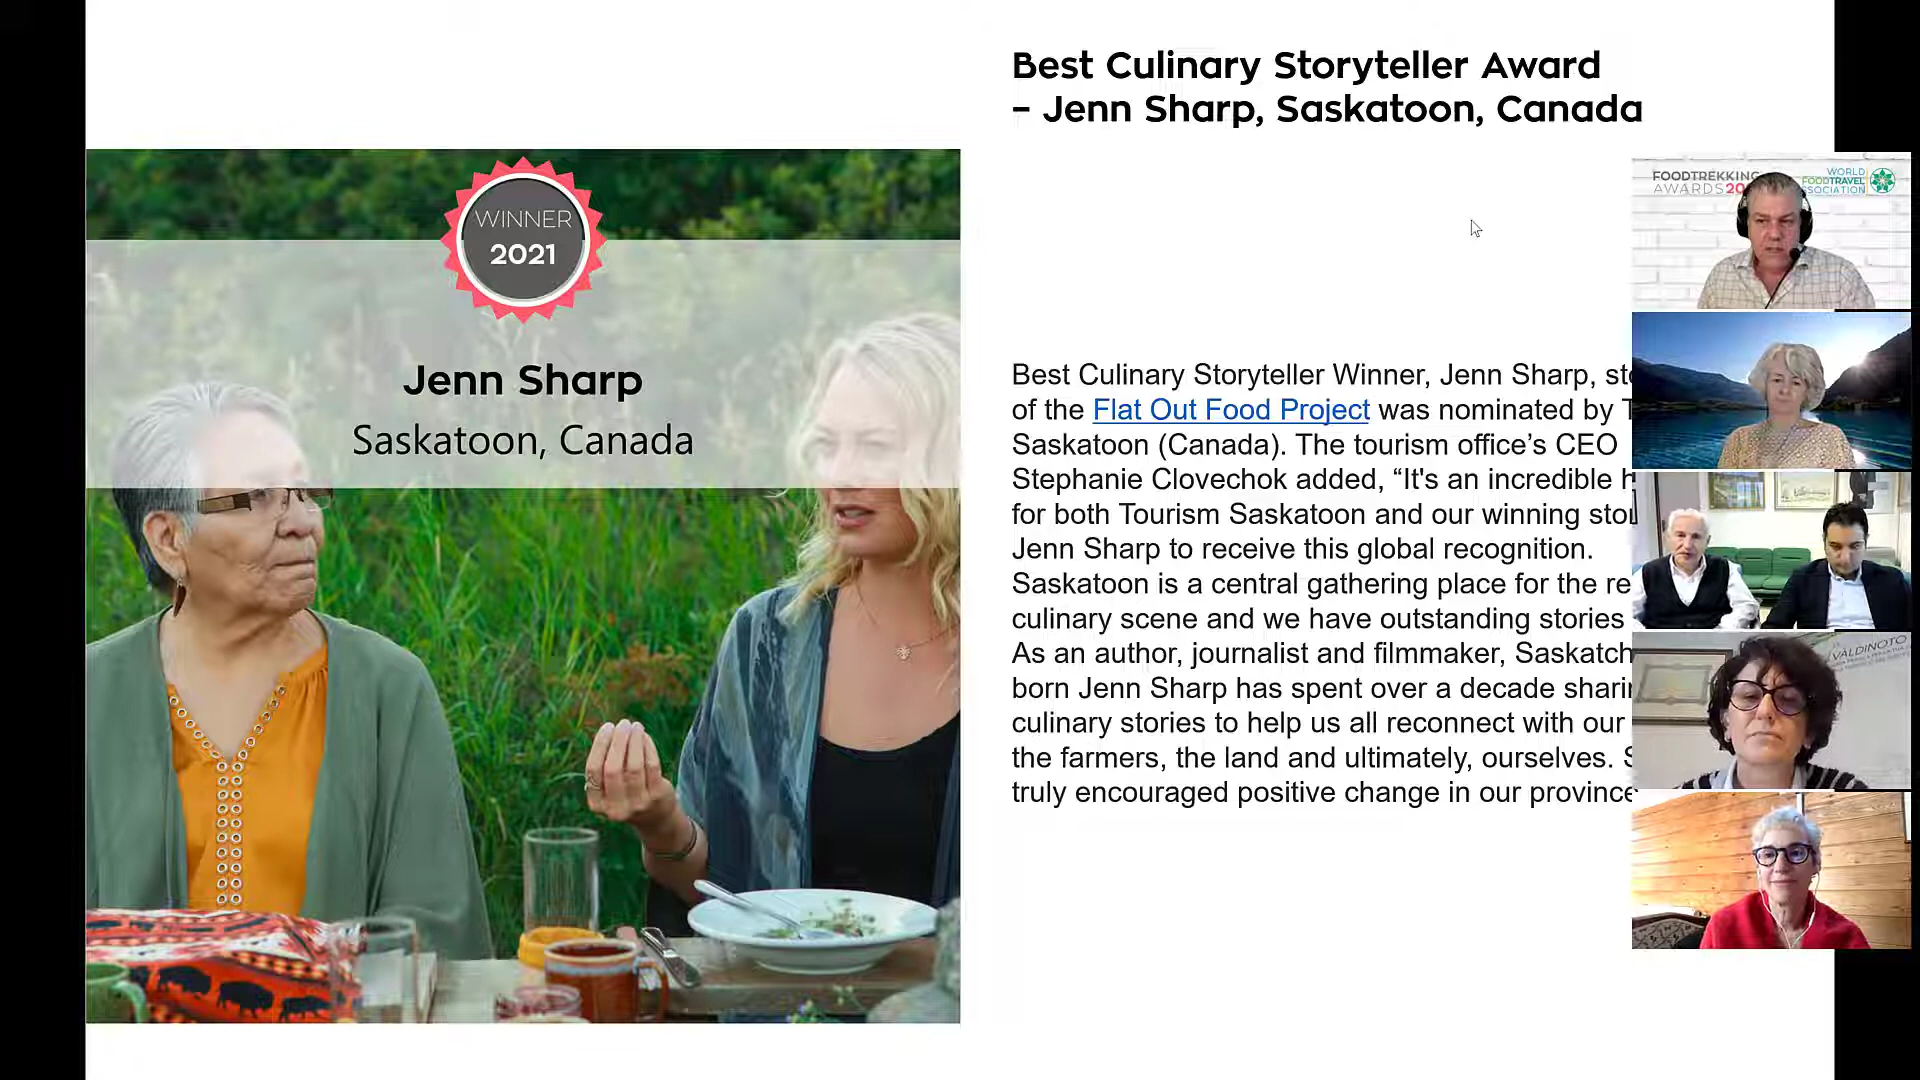 Best Culinary Storyteller Award
– Jenn Sharp, Saskatoon, Canada
WINNER
2021
Jenn Sharp
Saskatoon, Canada
Best Culinary Storyteller Winner, Jenn Sharp,
of the Flat Out Food Project was nominated by
Saskatoon (Canada). The tourism office’s CEO
Stephanie Clovechok added, “It's an incredible
for both Tourism Saskatoon and our winning
Jenn Sharp to receive this global recognition.
Saskatoon is a central gathering place for the
culinary scene and we have outstanding stories
As an author, journalist and filmmaker,
born Jenn Sharp has spent over a decade
culinary stories to help us all reconnect with our
the farmers, the land and ultimately, ourselves.
truly encouraged positive change in our province
FOODTREKKING
AWARDS 20
WORLD
FOODTRAVEL
ASSOCIATION
VALDINOTO